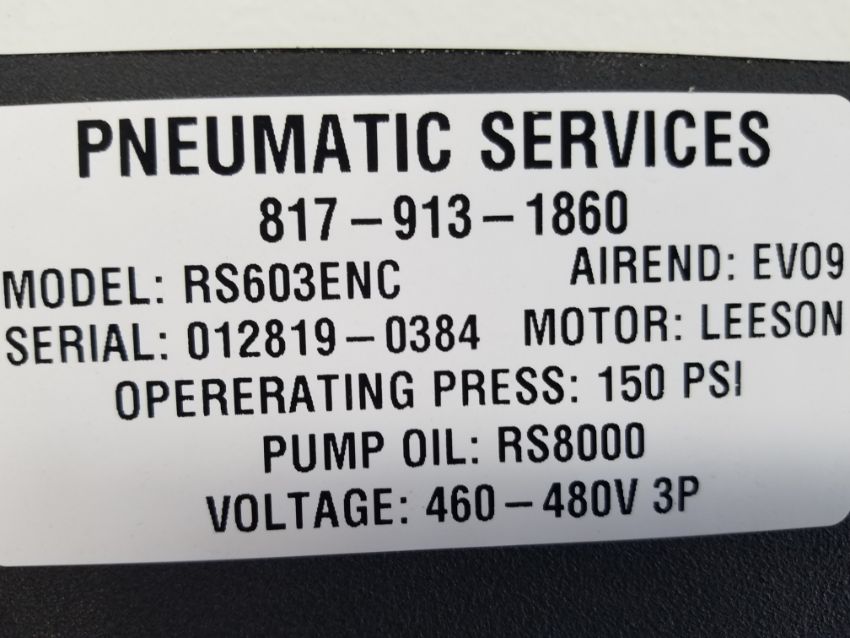 PNEUMATIC SERVICES
817-913-1860
MODEL: RS603ENC AIREND: EVO9
SERIAL: 012819-0384 MOTOR: LEESON
OPERERATING PRESS: 150 PSI
PUMP OIL: RS8000
VOLTAGE: 460-480V 3P